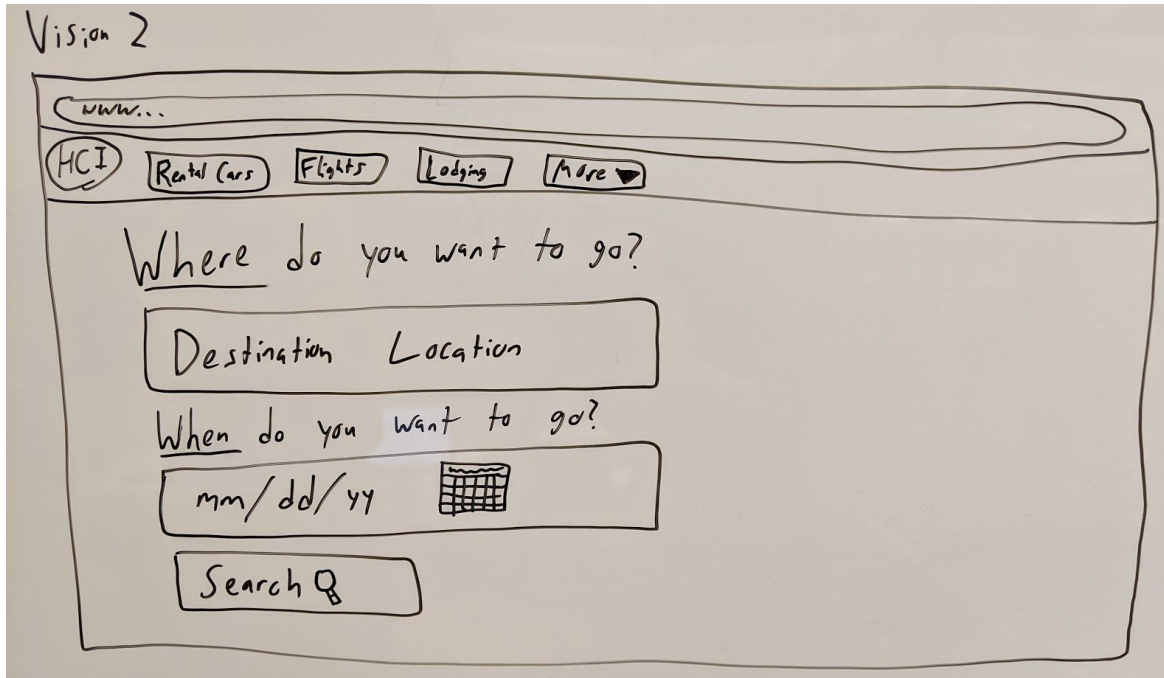 Vision 2
www...
HCI Rental Cars Flights Lodging More
Where do you want to go?
Destination Location
When do you want to go?
mm/dd/yy
Search